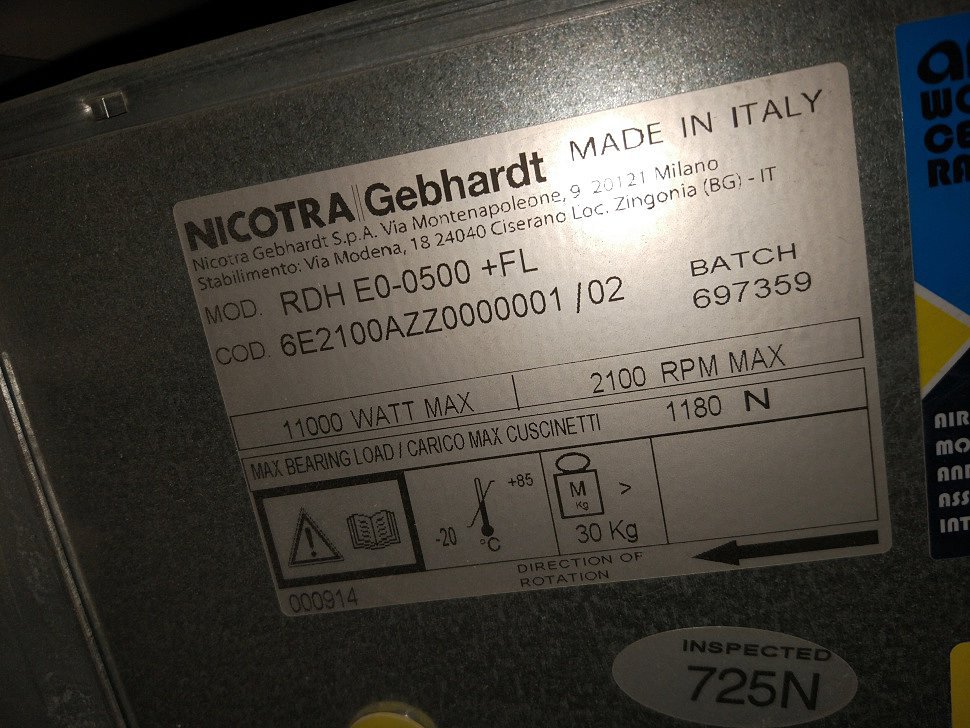 NICOTRA Gebhardt MADE IN ITALY
Nicotra Gebhardt S.p.A. Via Montenapoleone, 9 20121 Milano
Stabilimento: Via Modena, 18 24040 Ciserano Loc. Zingonia (BG) - IT
MOD. RDH E0-0500 +FL
COD. 6E2100AZZ0000001 /02
BATCH
697359
11000 WATT MAX
2100 RPM MAX
MAX BEARING LOAD / CARICO MAX CUSCINETTI 1180 N
-20 +85 °C
M
Kg
>
30 Kg
DIRECTION OF
ROTATION
000914
INSPECTED
725N
AIR